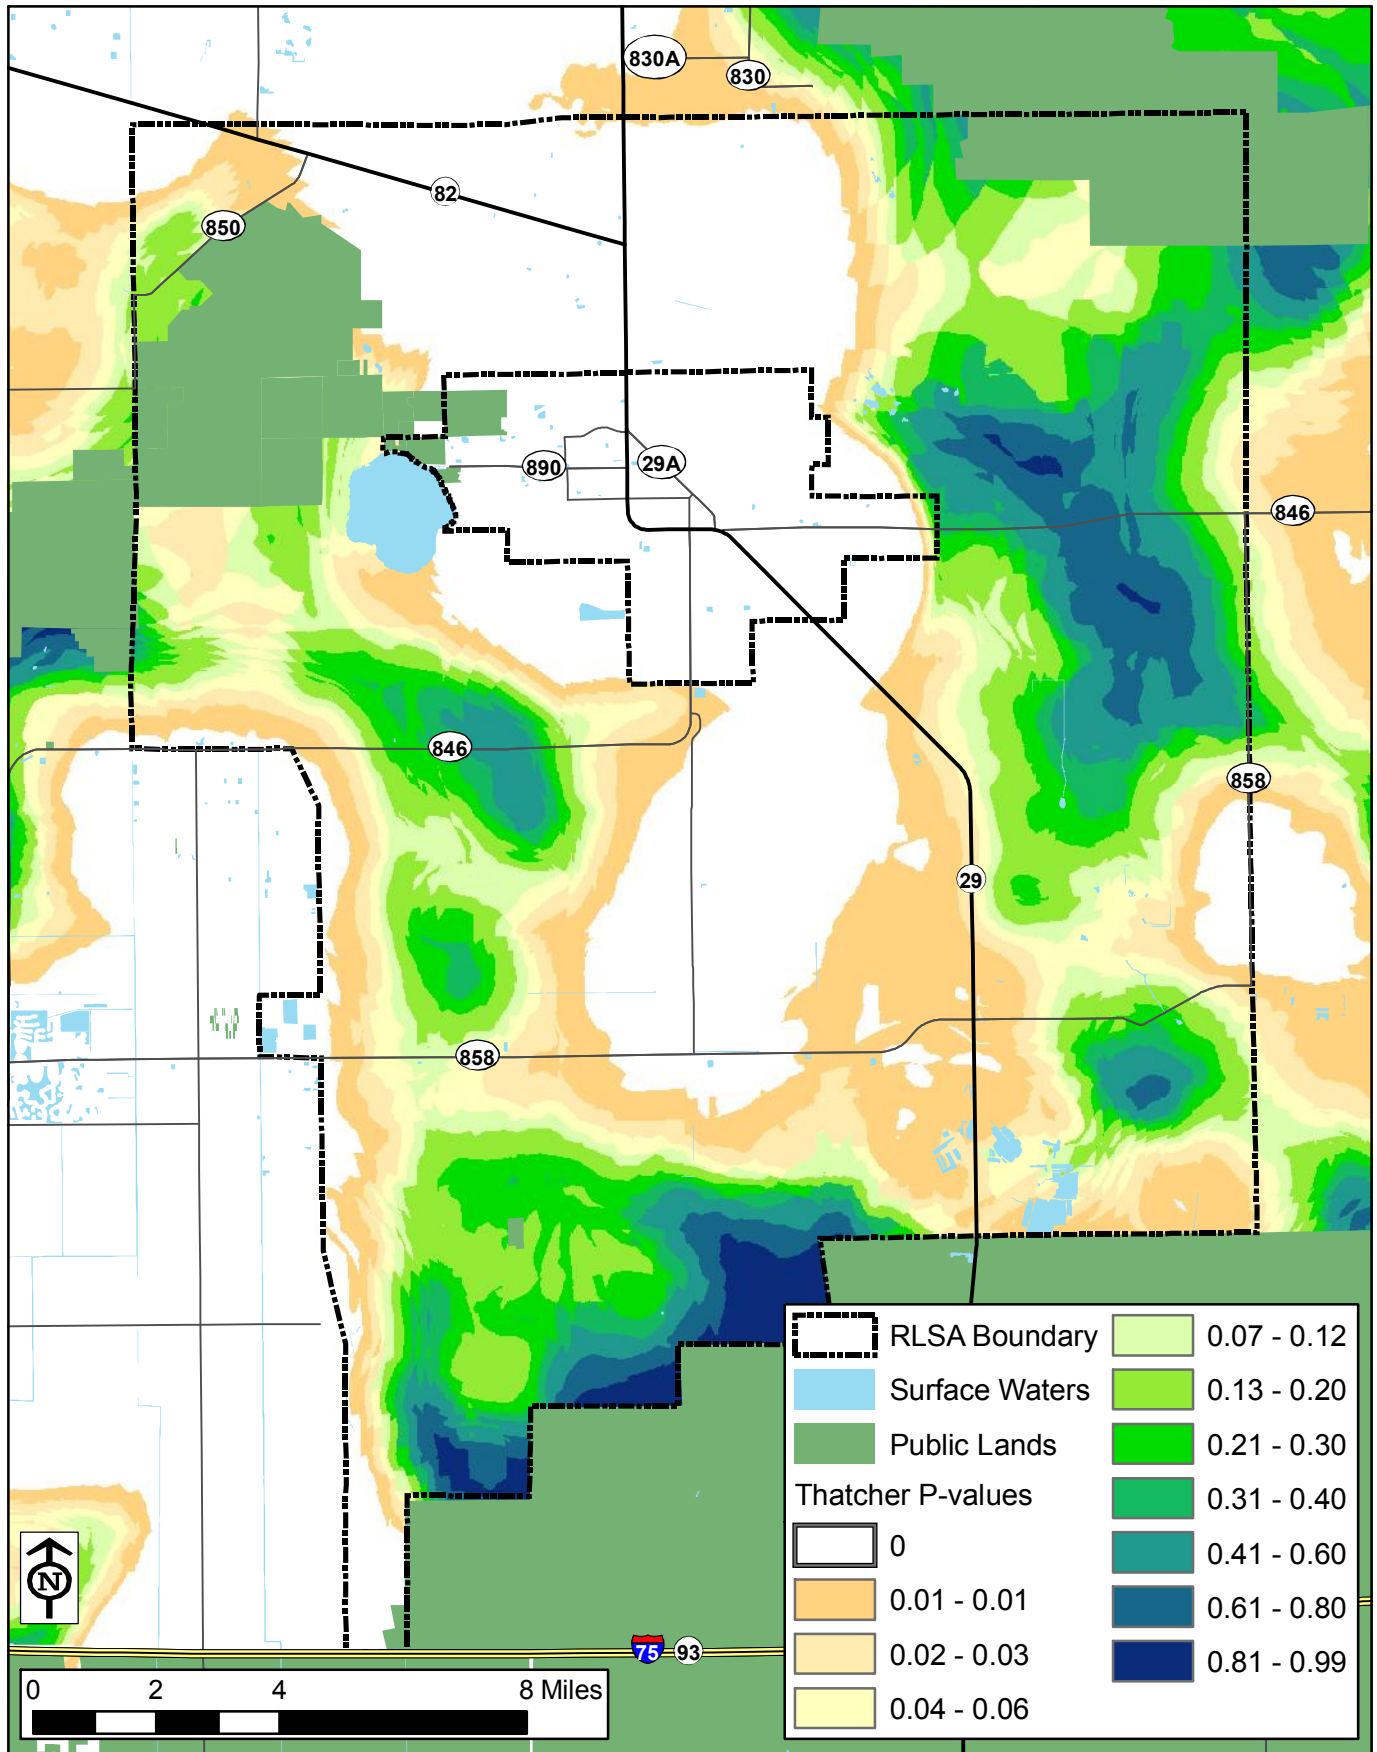 830A
830
82
850
890
29A
846
846
858
29
858
RLSA Boundary
Surface Waters
Public Lands
Thatcher P-values
0
0.01 - 0.01
0.02 - 0.03
0.04 - 0.06
0.07 - 0.12
0.13 - 0.20
0.21 - 0.30
0.31 - 0.40
0.41 - 0.60
0.61 - 0.80
0.81 - 0.99
N
75 93
0 2 4 8 Miles